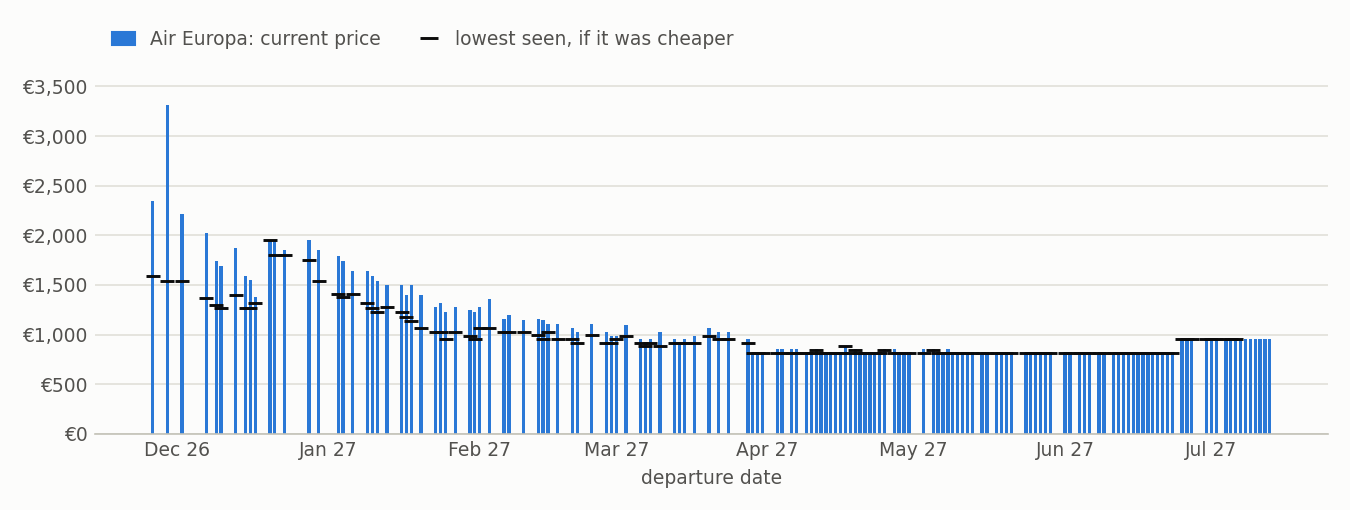 Air Europa: current price
lowest seen, if it was cheaper
€3,500
€3,000
€2,500
€2,000
€1,500
€1,000
€500
€0
Dec 26
Jan 27
Feb 27
Mar 27
Apr 27
May 27
Jun 27
Jul 27
departure date